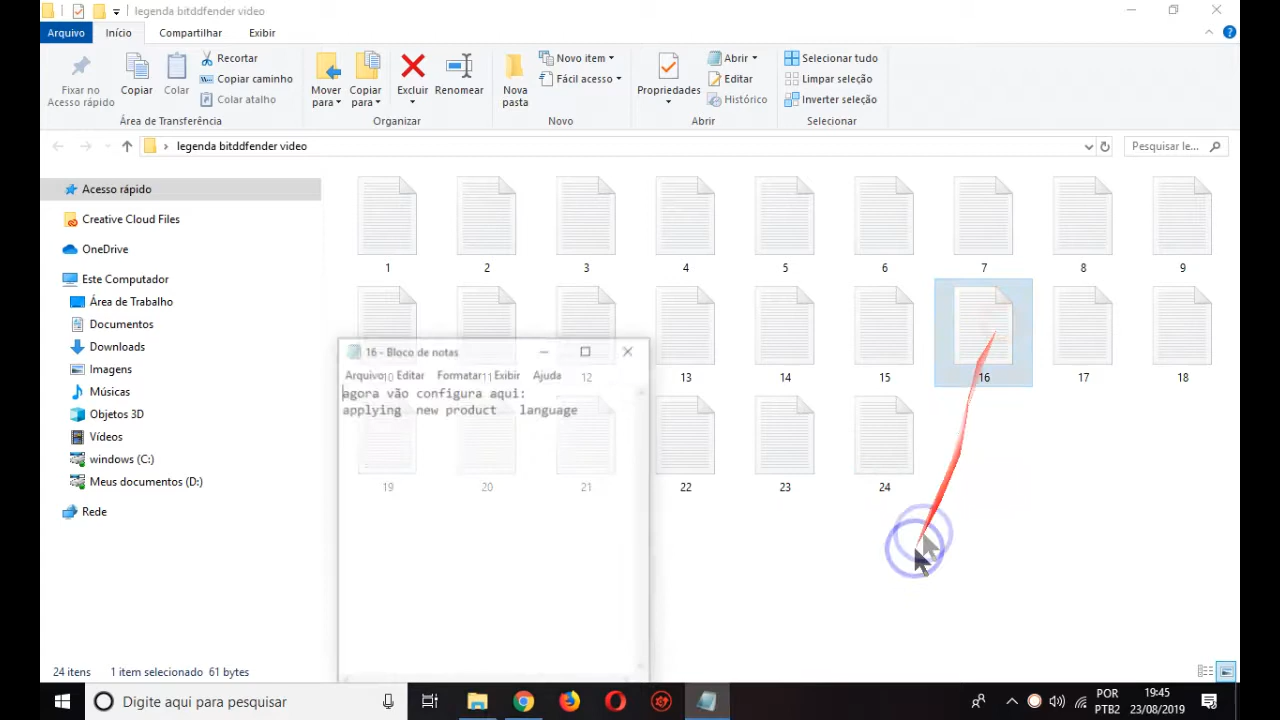 legenda bitddfender video
Arquivo Início Compartilhar Exibir
Fixar no
Acesso rápido
Copiar
Colar
Recortar
Copiar caminho
Colar atalho
Mover
para
Copiar
para
Excluir
Renomear
Nova
pasta
Novo item
Fácil acesso
Propriedades
Abrir
Editar
Histórico
Selecionar tudo
Limpar seleção
Inverter seleção
Área de Transferência
Organizar
Novo
Abrir
Selecionar
legenda bitddfender video
Pesquisar le...
Acesso rápido
Creative Cloud Files
OneDrive
Este Computador
Área de Trabalho
Documentos
Downloads
Imagens
Músicas
Objetos 3D
Vídeos
windows (C:)
Meus documentos (D:)
Rede
1 2 3 4 5 6 7 8 9
10 11 12 13 14 15 16 17 18
19 20 21 22 23 24
16 - Bloco de notas
Arquivo Editar Formatar Exibir Ajuda
agora vão configura aqui:
applying new product language
24 itens 1 item selecionado 61 bytes
Digite aqui para pesquisar
POR
PTB2
19:45
23/08/2019